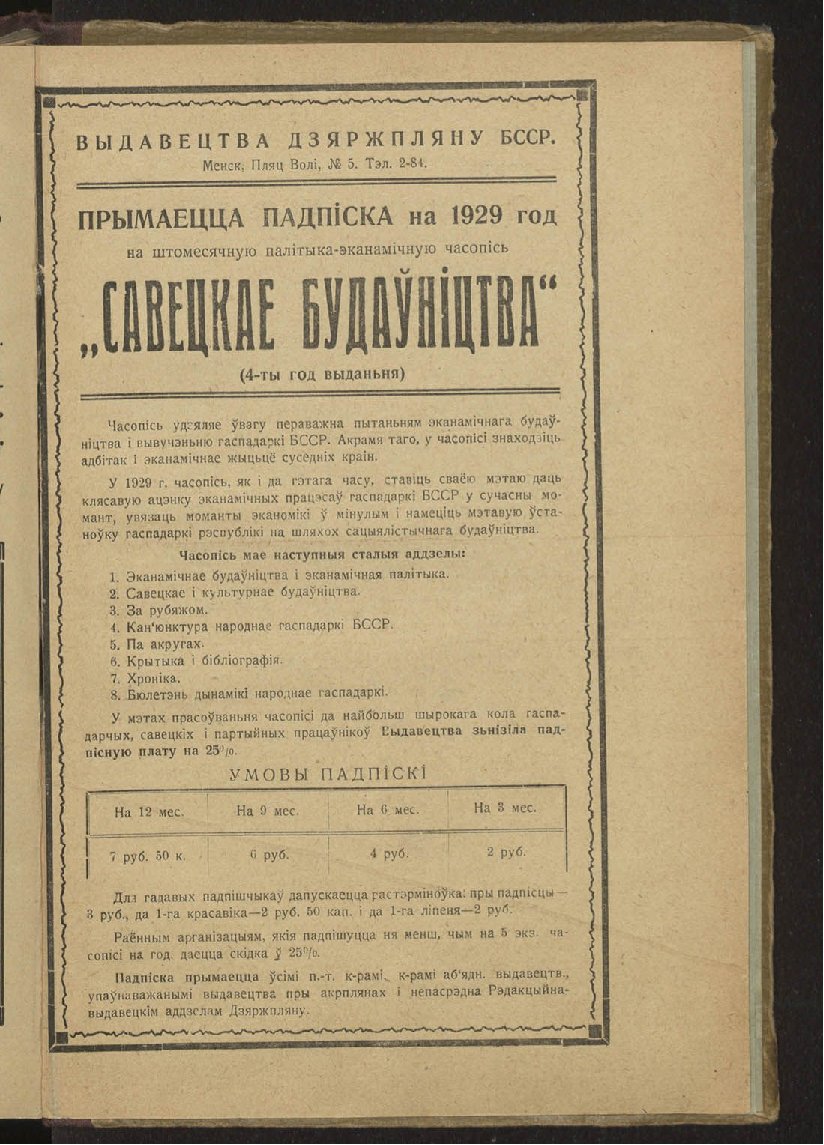 ВЫДАВЕЦТВА ДЗЯРЖПЛЯНУ БССР.
Менск, Пляц Волі, № 5. Тэл. 2-84.
ПРЫМАЕЦЦА ПАДПІСКА на 1929 год
на штомесячную палітыка-эканамічную часопісь
„САВЕЦКАЕ БУДАЎНІЦТВА“
(4-ты год выданьня)
Часопісь удзяляе ўвагу пераважна пытаньням эканамічнага будаў-
ніцтва і вывучэньню гаспадаркі БССР. Акрамя таго, у часопісі знаходзіць
адбітак і эканамічнае жыцьцё суседніх краін.
У 1929 г. часопісь, як і да гэтага часу, ставіць сваёю мэтаю даць
клясавую ацэнку эканамічных працэсаў гаспадаркі БССР у сучасны мо-
мант, увязаць моманты эканомікі ў мінулым і намеціць мэтавую ўста-
ноўку гаспадаркі рэспублікі на шляхох сацыялістычнага будаўніцтва.
Часопісь мае наступныя сталыя аддзелы:
1. Эканамічнае будаўніцтва і эканамічная палітыка.
2. Савецкае і культурнае будаўніцтва.
3. За рубяжом.
4. Кан'юнктура народнае гаспадаркі БССР.
5. Па акругах.
6. Крытыка і бібліографія.
7. Хроніка.
8. Бюлетэнь дынамікі народнае гаспадаркі.
У мэтах прасоўваньня часопісі да найбольш шырокага кола гаспа-
дарчых, савецкіх і партыйных працаўнікоў Выдавецтва зьнізіла пад-
пісную плату на 25%.
УМОВЫ ПАДПІСКІ
На 12 мес. На 9 мес. На 6 мес. На 3 мес.
7 руб. 50 к. 6 руб. 4 руб. 2 руб.
Для гадавых падпішчыкаў дапускаецца растэрміноўка: пры падпісцы—
3 руб., да 1-га красавіка—2 руб. 50 кап. і да 1-га ліпеня—2 руб.
Раённым арганізацыям, якія падпішуцца ня менш, чым на 5 экз. ча-
сопісі на год, даецца скідка ў 25%.
Падпіска прымаецца ўсімі п.-т. к-рамі, к-рамі аб'ядн. выдавецтв.,
упаўнаважанымі выдавецтва пры акрплянах і непасрэдна Рэдакцыйна-
выдавецкім аддзелам Дзяржпляну.